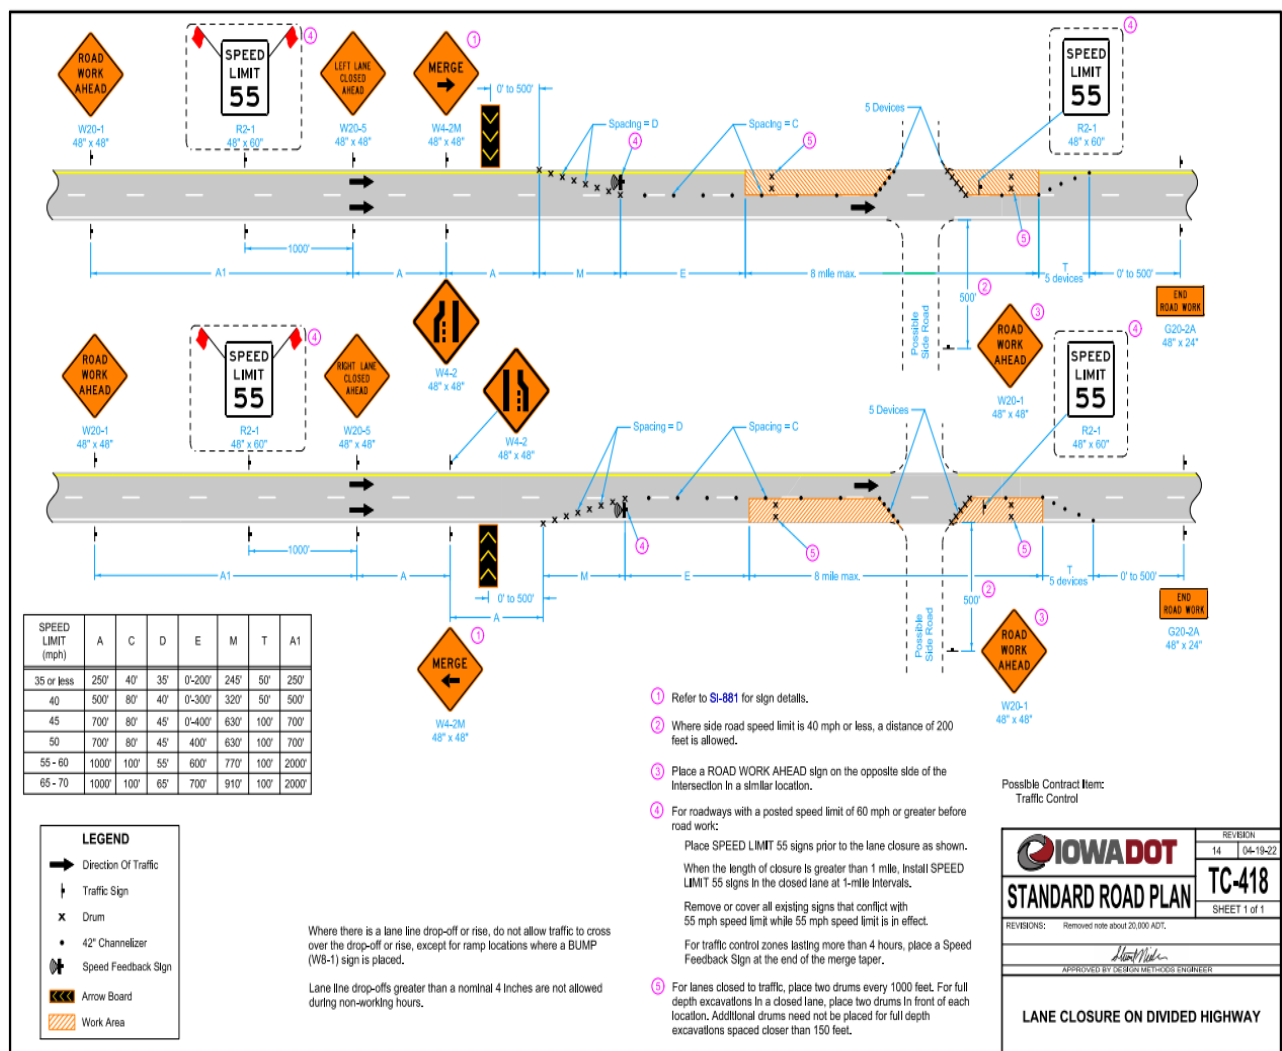 ROAD
WORK
AHEAD
W20-1
48" x 48"
SPEED
LIMIT
55
R2-1
48" x 60"
4
LEFT LANE
CLOSED
AHEAD
W20-5
48" x 48"
MERGE
W4-2M
48" x 48"
1
0' to 500'
Spacing = D
4
Spacing = C
5
5 Devices
SPEED
LIMIT
55
R2-1
48" x 60"
4
5
1000'
A1
A
A
M
E
8 mile max.
T
5 devices
0' to 500'
2
500'
Possible
Side Road
3
ROAD
WORK
AHEAD
W20-1
48" x 48"
END
ROAD WORK
G20-2A
48" x 24"
W4-2
48" x 48"
ROAD
WORK
AHEAD
W20-1
48" x 48"
SPEED
LIMIT
55
R2-1
48" x 60"
4
RIGHT LANE
CLOSED
AHEAD
W20-5
48" x 48"
W4-2
48" x 48"
Spacing = D
Spacing = C
5 Devices
SPEED
LIMIT
55
R2-1
48" x 60"
4
4
5
5
1000'
A1
A
0' to 500'
A
M
E
8 mile max.
T
5 devices
0' to 500'
2
500'
Possible
Side Road
3
ROAD
WORK
AHEAD
W20-1
48" x 48"
END
ROAD WORK
G20-2A
48" x 24"
1
MERGE
W4-2M
48" x 48"
SPEED
LIMIT
(mph) A C D E M T A1
35 or less 250' 40' 35' 0'-200' 245' 50' 250'
40 500' 80' 40' 0'-300' 320' 50' 500'
45 700' 80' 45' 0'-400' 630' 100' 700'
50 700' 80' 45' 400' 630' 100' 700'
55 - 60 1000' 100' 55' 600' 770' 100' 2000'
65 - 70 1000' 100' 65' 700' 910' 100' 2000'
LEGEND
Direction Of Traffic
Traffic Sign
Drum
42" Channelizer
Speed Feedback Sign
Arrow Board
Work Area
Where there is a lane line drop-off or rise, do not allow traffic to cross
over the drop-off or rise, except for ramp locations where a BUMP
(W8-1) sign is placed.
Lane line drop-offs greater than a nominal 4 inches are not allowed
during non-working hours.
1 Refer to SI-881 for sign details.
2 Where side road speed limit is 40 mph or less, a distance of 200
feet is allowed.
3 Place a ROAD WORK AHEAD sign on the opposite side of the
intersection in a similar location.
4 For roadways with a posted speed limit of 60 mph or greater before
road work:
Place SPEED LIMIT 55 signs prior to the lane closure as shown.
When the length of closure is greater than 1 mile, install SPEED
LIMIT 55 signs in the closed lane at 1-mile intervals.
Remove or cover all existing signs that conflict with
55 mph speed limit while 55 mph speed limit is in effect.
For traffic control zones lasting more than 4 hours, place a Speed
Feedback Sign at the end of the merge taper.
5 For lanes closed to traffic, place two drums every 1000 feet. For full
depth excavations in a closed lane, place two drums in front of each
location. Additional drums need not be placed for full depth
excavations spaced closer than 150 feet.
Possible Contract Item:
Traffic Control
IOWADOT
REVISION
14 04-19-22
STANDARD ROAD PLAN
TC-418
SHEET 1 of 1
REVISIONS: Removed note about 20,000 ADT.
APPROVED BY DESIGN METHODS ENGINEER
LANE CLOSURE ON DIVIDED HIGHWAY